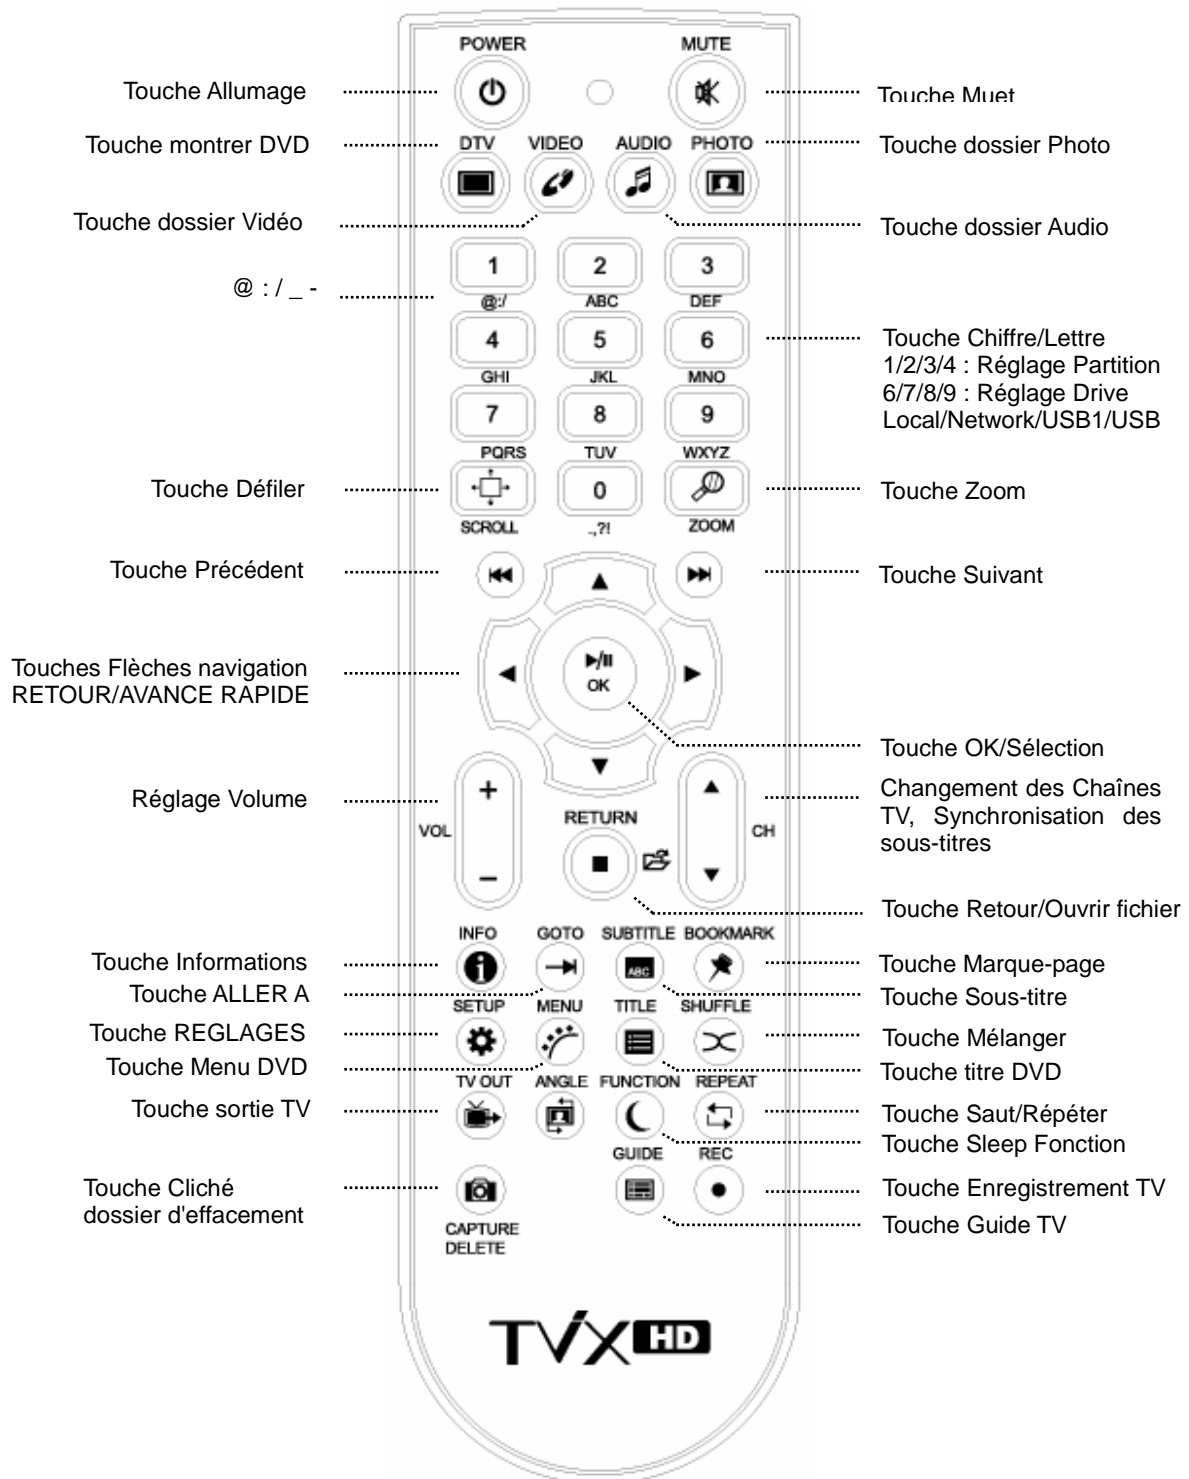 POWER MUTE
Touche Allumage
Touche Muet
DTV VIDEO AUDIO PHOTO
Touche montrer DVD
Touche dossier Photo
Touche dossier Vidéo
Touche dossier Audio
1 2 3
@ : / _ -
@:/ ABC DEF
4 5 6
Touche Chiffre/Lettre
1/2/3/4 : Réglage Partition
6/7/8/9 : Réglage Drive
Local/Network/USB1/USB
GHI JKL MNO
7 8 9
PQRS TUV WXYZ
Touche Défiler
0
Touche Zoom
SCROLL .,?! ZOOM
Touche Précédent
Touche Suivant
Touches Flèches navigation
RETOUR/AVANCE RAPIDE
OK
Touche OK/Sélection
Réglage Volume
Changement des Chaînes
TV, Synchronisation des
sous-titres
VOL + −
RETURN
CH
Touche Retour/Ouvrir fichier
INFO GOTO SUBTITLE BOOKMARK
ABC
Touche Informations
Touche Marque-page
Touche ALLER A
Touche Sous-titre
SETUP MENU TITLE SHUFFLE
Touche REGLAGES
Touche Mélanger
Touche Menu DVD
Touche titre DVD
TV OUT ANGLE FUNCTION REPEAT
Touche sortie TV
Touche Saut/Répéter
Touche Sleep Fonction
GUIDE REC
Touche Cliché
dossier d'effacement
Touche Enregistrement TV
Touche Guide TV
CAPTURE
DELETE
TViX HD